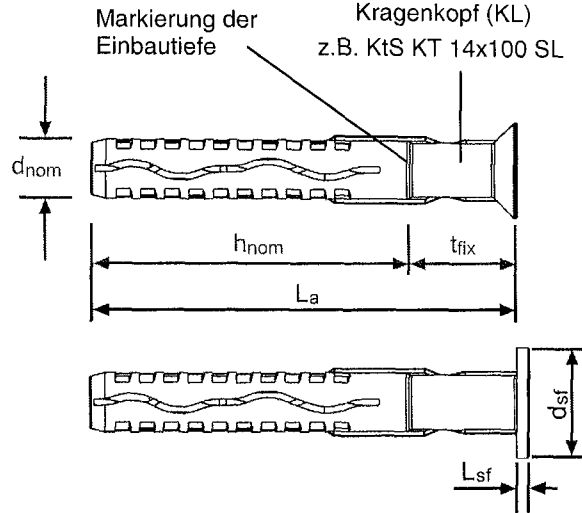 Markierung der
Einbautiefe
Kragenkopf (KL)
z.B. KtS KT 14x100 SL
dnom
hnom
tfix
La
dsf
Lsf